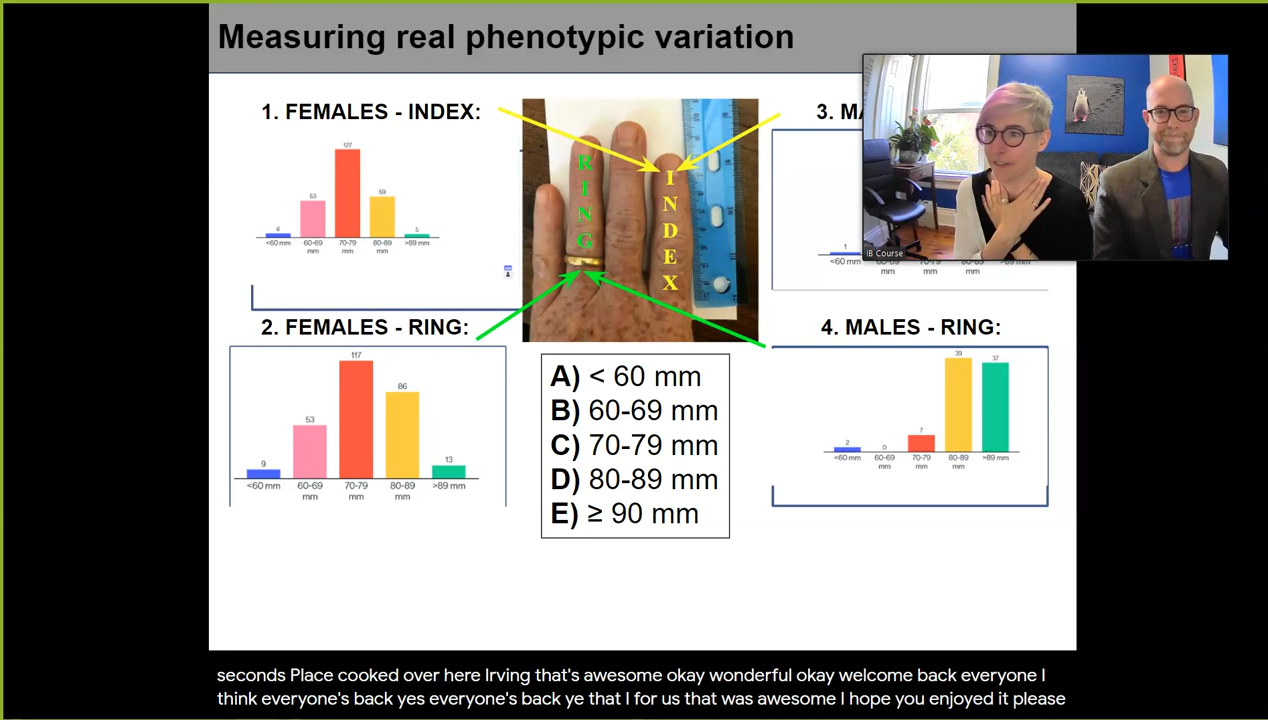 Measuring real phenotypic variation
1. FEMALES - INDEX:
127
53
59
6
5
<60 mm
60-69 mm
70-79 mm
80-89 mm
>89 mm
RING
INDEX
3. MA
1
<60 mm
IB Course
2. FEMALES - RING:
117
86
53
9
13
<60 mm
60-69 mm
70-79 mm
80-89 mm
>89 mm
A) < 60 mm
B) 60-69 mm
C) 70-79 mm
D) 80-89 mm
E) ≥ 90 mm
4. MALES - RING:
39
37
7
2
0
<60 mm
60-69 mm
70-79 mm
80-89 mm
>89 mm
seconds Place cooked over here Irving that's awesome okay wonderful okay welcome back everyone I
think everyone's back yes everyone's back ye that I for us that was awesome I hope you enjoyed it please